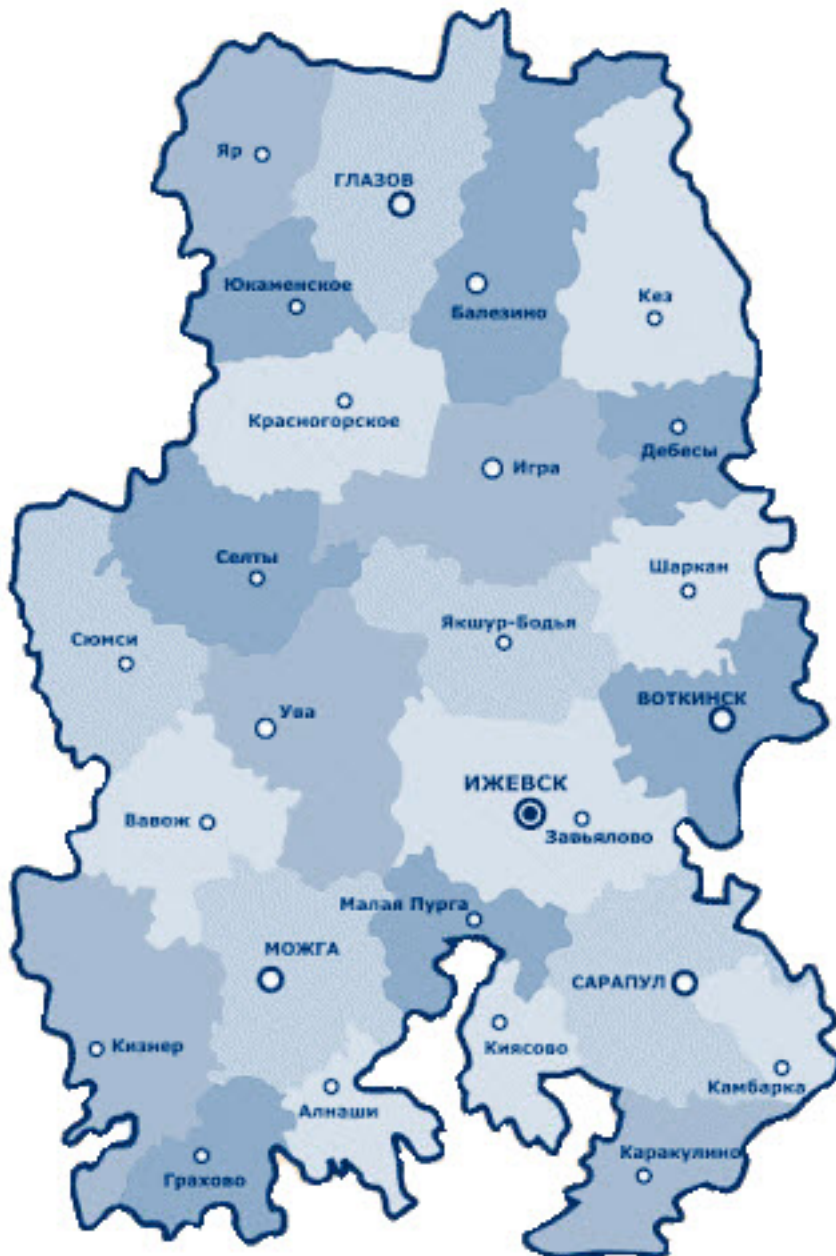 Яр
ГЛАЗОВ
Юкаменское
Балезино
Кез
Красногорское
Дебесы
Игра
Селты
Шаркан
Якшур-Бодья
Сюмси
ВОТКИНСК
Ува
ИЖЕВСК
Вавож
Завьялово
Малая Пурга
МОЖГА
САРАПУЛ
Кизнер
Киясово
Камбарка
Алнаши
Каракулино
Грахово